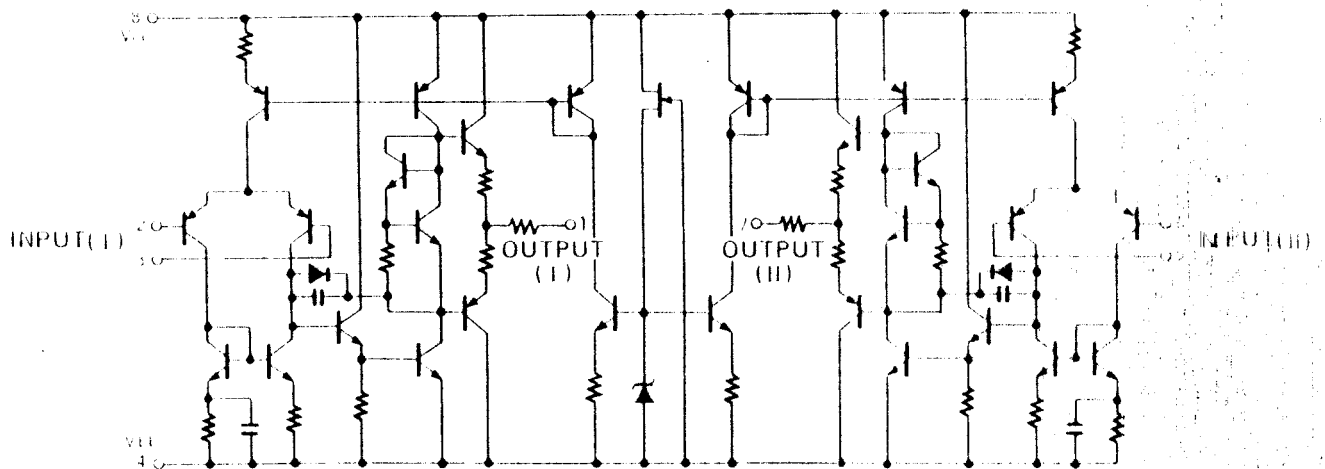 8
VCC
2
INPUT(I)
3
1
OUTPUT
(I)
7
OUTPUT
(II)
INPUT(II)
VEE
4